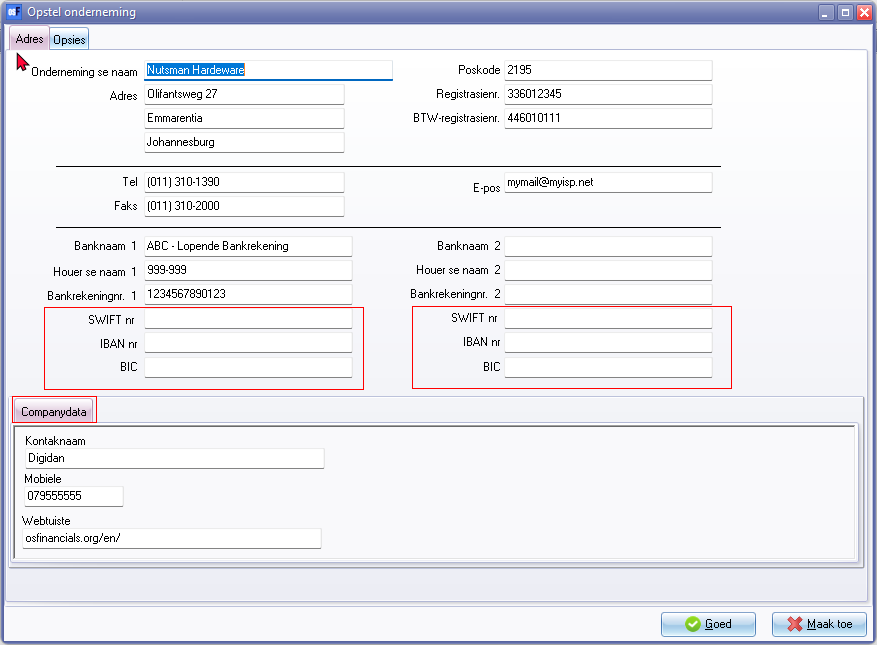 Opstel onderneming
Adres Opsies
Onderneming se naam Nutsman Hardeware
Adres Olifantsweg 27
Emmarentia
Johannesburg
Poskode 2195
Registrasienr. 336012345
BTW-registrasienr. 446010111
Tel (011) 310-1390
Faks (011) 310-2000
E-pos mymail@myisp.net
Banknaam 1 ABC - Lopende Bankrekening
Houer se naam 1 999-999
Bankrekeningnr. 1 1234567890123
SWIFT nr
IBAN nr
BIC
Banknaam 2
Houer se naam 2
Bankrekeningnr. 2
SWIFT nr
IBAN nr
BIC
Companydata
Kontaknaam
Digidan
Mobiele
079555555
Webtuiste
osfinancials.org/en/
Goed Maak toe